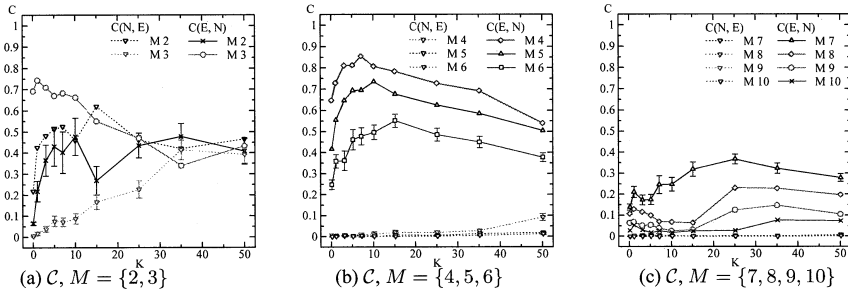 C
C(N, E) C(E, N)
M 2 M 2
M 3 M 3
1
0.9
0.8
0.7
0.6
0.5
0.4
0.3
0.2
0.1
0
0 10 20 30 40 50
K
(a) C, M = {2, 3}
C
C(N, E) C(E, N)
M 4 M 4
M 5 M 5
M 6 M 6
1
0.9
0.8
0.7
0.6
0.5
0.4
0.3
0.2
0.1
0
0 10 20 30 40 50
K
(b) C, M = {4, 5, 6}
C
C(N, E) C(E, N)
M 7 M 7
M 8 M 8
M 9 M 9
M 10 M 10
1
0.9
0.8
0.7
0.6
0.5
0.4
0.3
0.2
0.1
0
0 10 20 30 40 50
K
(c) C, M = {7, 8, 9, 10}